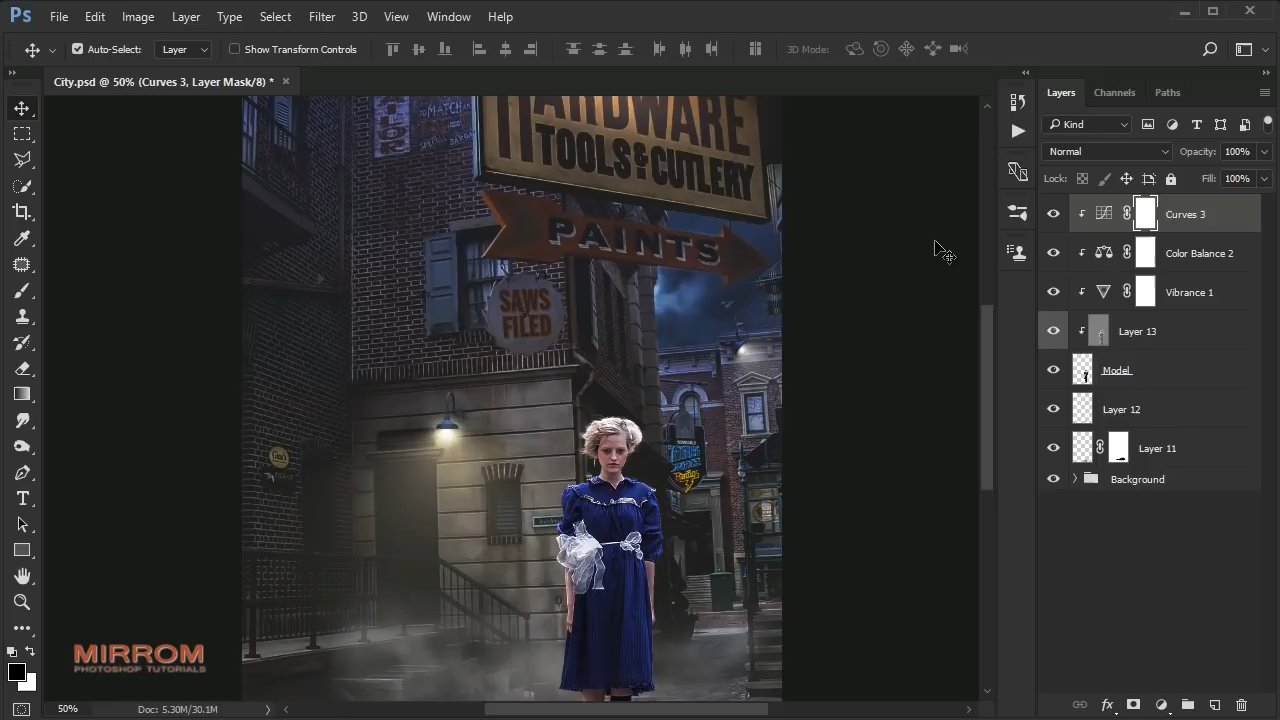 Ps File Edit Image Layer Type Select Filter 3D View Window Help
Auto-Select: Layer Show Transform Controls 3D Mode:
City.psd @ 50% (Curves 3, Layer Mask/8) * ×
Layers Channels Paths
Kind
Normal Opacity: 100%
Lock: Fill: 100%
Curves 3
Color Balance 2
Vibrance 1
Layer 13
Model
Layer 12
Layer 11
Background
HARDWARE
TOOLS & CUTLERY
PAINTS
SAWS
FILED
MIRROM
PHOTOSHOP TUTORIALS
50% Doc: 5.30M/30.1M
fx